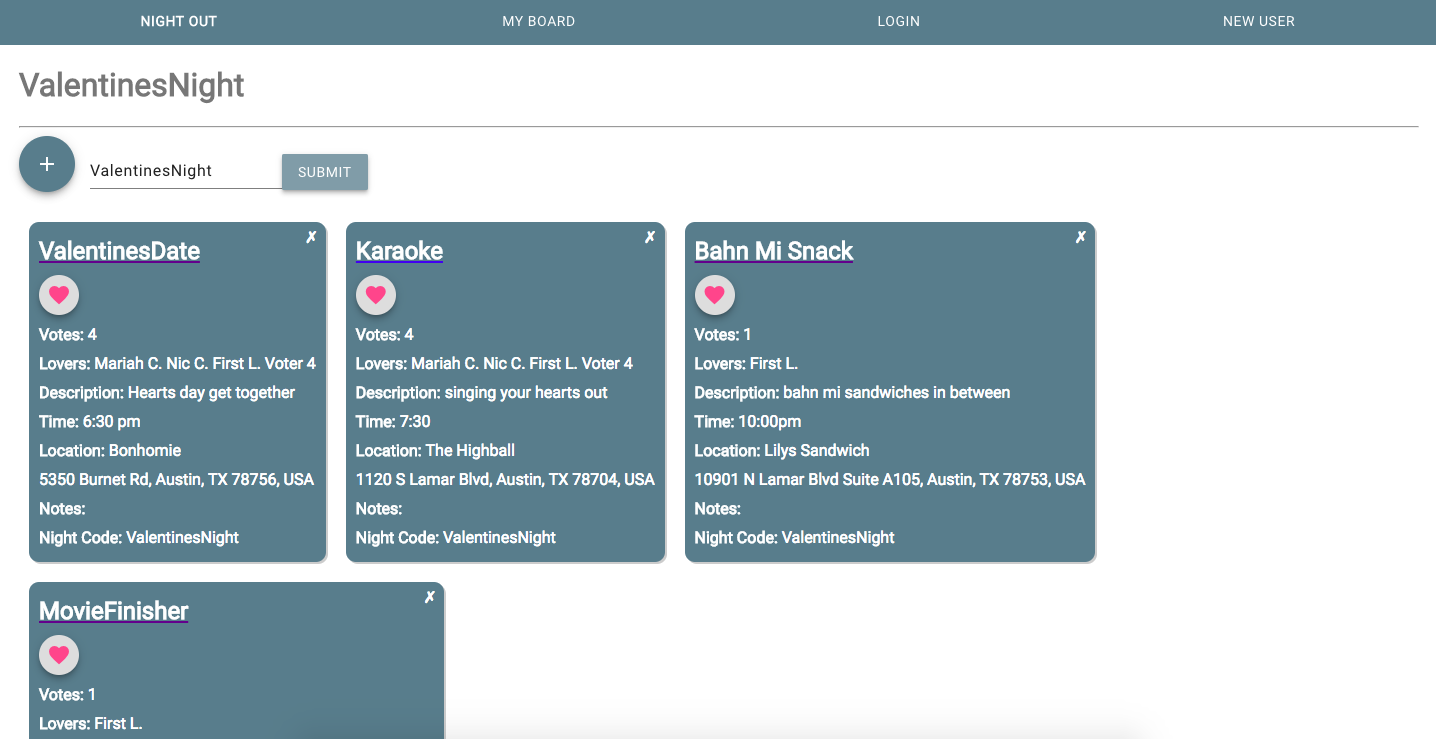 NIGHT OUT
MY BOARD
LOGIN
NEW USER
ValentinesNight
+
ValentinesNight
SUBMIT
✗
ValentinesDate
Votes: 4
Lovers: Mariah C. Nic C. First L. Voter 4
Description: Hearts day get together
Time: 6:30 pm
Location: Bonhomie
5350 Burnet Rd, Austin, TX 78756, USA
Notes:
Night Code: ValentinesNight
✗
Karaoke
Votes: 4
Lovers: Mariah C. Nic C. First L. Voter 4
Description: singing your hearts out
Time: 7:30
Location: The Highball
1120 S Lamar Blvd, Austin, TX 78704, USA
Notes:
Night Code: ValentinesNight
✗
Bahn Mi Snack
Votes: 1
Lovers: First L.
Description: bahn mi sandwiches in between
Time: 10:00pm
Location: Lilys Sandwich
10901 N Lamar Blvd Suite A105, Austin, TX 78753, USA
Notes:
Night Code: ValentinesNight
✗
MovieFinisher
Votes: 1
Lovers: First L.